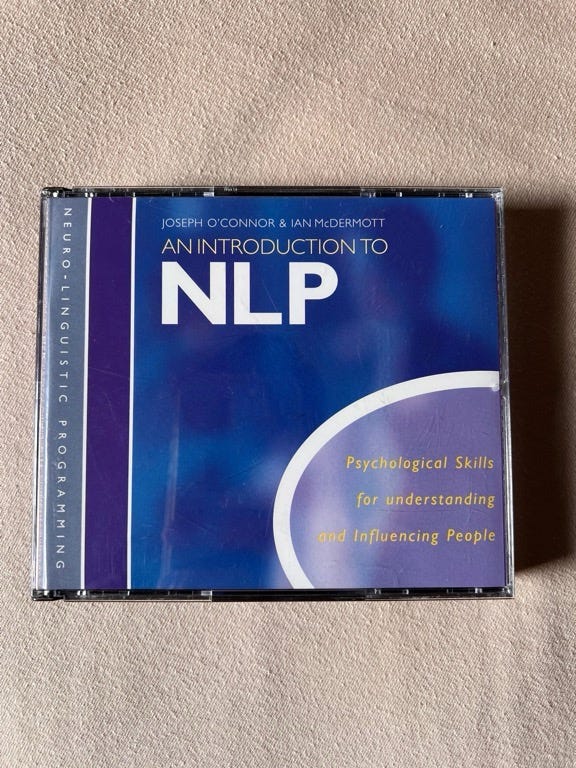 NEURO-LINGUISTIC PROGRAMMING
JOSEPH O'CONNOR & IAN McDERMOTT
AN INTRODUCTION TO
NLP
Psychological Skills
for understanding
and Influencing People